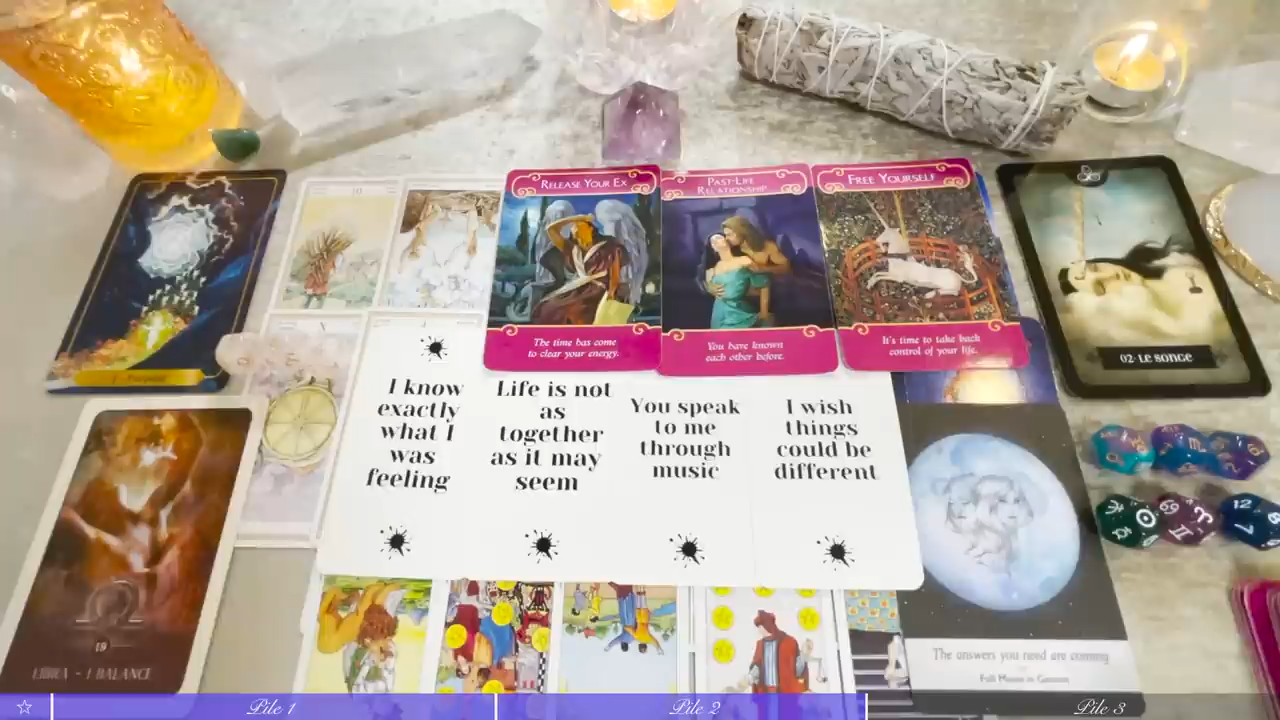 RELEASE YOUR EX
PAST-LIFE
RELATIONSHIP
FREE YOURSELF
The time has come
to clear your energy.
You have known
each other before.
It's time to take back
control of your life.
10
02· LE SONGE
I know
exactly
what I
was
feeling
Life is not
as
together
as it may
seem
You speak
to me
through
music
I wish
things
could be
different
19
LIBRA - I BALANCE
12
7
69
The answers you need are coming
Full Moon in Gemini
Pile 1
Pile 2
Pile 3